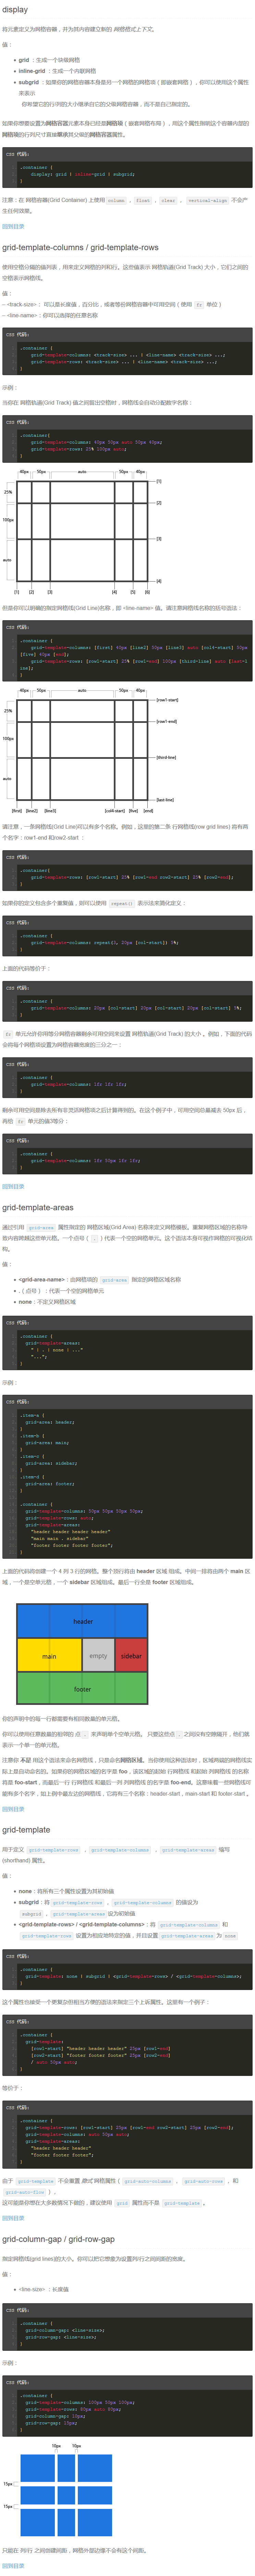 display
将元素定义为网格容器，并为其内容建立新的 网格格式上下文。
值：
grid ：生成一个块级网格
inline-grid ：生成一个内联网格
subgrid ：如果你的网格容器本身是另一个网格的网格项（即嵌套网格），你可以使用这个属性来表示
你希望它的行/列的大小继承自它的父级网格容器，而不是自己指定的。
如果你想要设置为网格容器元素本身已经是网格项（嵌套网格布局），用这个属性指明这个容器内部的
网格项的行列尺寸直接继承其父级的网格容器属性。
CSS 代码:
.container {
display: grid | inline-grid | subgrid;
}
注意：在 网格容器(Grid Container) 上使用 column ， float ， clear ， vertical-align 不会产
生任何效果。
回到目录
grid-template-columns / grid-template-rows
使用空格分隔的值列表，用来定义网格的列和行。这些值表示 网格轨道(Grid Track) 大小，它们之间的
空格表示网格线。
值：
– <track-size>： 可以是长度值，百分比，或者等份网格容器中可用空间（使用 fr 单位）
– <line-name>：你可以选择的任意名称
CSS 代码:
.container {
grid-template-columns: <track-size> ... | <line-name> <track-size> ...;
grid-template-rows: <track-size> ... | <line-name> <track-size> ...;
}
示例：
当你在 网格轨道(Grid Track) 值之间留出空格时，网格线会自动分配数字名称：
CSS 代码:
.container{
grid-template-columns: 40px 50px auto 50px 40px;
grid-template-rows: 25% 100px auto;
}
40px 50px auto 50px 40px
25%
100px
auto
[1]
[2]
[3]
[4]
[1] [2] [3] [4] [5] [6]
但是你可以明确的指定网格线(Grid Line)名称，即 <line-name> 值。请注意网格线名称的括号语法：
CSS 代码:
.container {
grid-template-columns: [first] 40px [line2] 50px [line3] auto [col4-start] 50px
[five] 40px [end];
grid-template-rows: [row1-start] 25% [row1-end] 100px [third-line] auto [last-l
ine];
}
40px 50px auto 50px 40px
25%
100px
auto
[row1-start]
[row1-end]
[third-line]
[last-line]
[first] [line2] [line3] [col4-start] [five] [end]
请注意，一条网格线(Grid Line)可以有多个名称。例如，这里的第二条 行网格线(row grid lines) 将有两
个名字：row1-end 和row2-start ：
CSS 代码:
.container{
grid-template-rows: [row1-start] 25% [row1-end row2-start] 25% [row2-end];
}
如果你的定义包含多个重复值，则可以使用 repeat() 表示法来简化定义：
CSS 代码:
.container {
grid-template-columns: repeat(3, 20px [col-start]) 5%;
}
上面的代码等价于：
CSS 代码:
.container {
grid-template-columns: 20px [col-start] 20px [col-start] 20px [col-start] 5%;
}
fr 单元允许你用等分网格容器剩余可用空间来设置 网格轨道(Grid Track) 的大小 。例如，下面的代码
会将每个网格项设置为网格容器宽度的三分之一：
CSS 代码:
.container {
grid-template-columns: 1fr 1fr 1fr;
}
剩余可用空间是除去所有非灵活网格项之后计算得到的。在这个例子中，可用空间总量减去 50px 后，
再给 fr 单元的值3等分：
CSS 代码:
.container {
grid-template-columns: 1fr 50px 1fr 1fr;
}
回到目录
grid-template-areas
通过引用 grid-area 属性指定的 网格区域(Grid Area) 名称来定义网格模板。重复网格区域的名称导
致内容跨越这些单元格。一个点号（ . ）代表一个空的网格单元。这个语法本身可视作网格的可视化结
构。
值：
<grid-area-name>：由网格项的 grid-area 指定的网格区域名称
. （点号） ：代表一个空的网格单元
none：不定义网格区域
CSS 代码:
.container {
grid-template-areas:
" | . | none | ..."
"...";
}
示例：
CSS 代码:
.item-a {
grid-area: header;
}
.item-b {
grid-area: main;
}
.item-c {
grid-area: sidebar;
}
.item-d {
grid-area: footer;
}
.container {
grid-template-columns: 50px 50px 50px 50px;
grid-template-rows: auto;
grid-template-areas:
"header header header header"
"main main . sidebar"
"footer footer footer footer";
}
上面的代码将创建一个 4 列 3 行的网格。整个顶行将由 header 区域 组成。中间一排将由两个 main 区
域，一个是空单元格 ，一个 sidebar 区域组成。最后一行全是 footer 区域组成。
header
main
empty
sidebar
footer
你的声明中的每一行都需要有相同数量的单元格。
你可以使用任意数量的相邻的 点 . 来声明单个空单元格。 只要这些点 . 之间没有空隙隔开，他们就
表示一个单一的单元格。
注意你 不是 用这个语法来命名网格线，只是命名网格区域。当你使用这种语法时，区域两端的网格线实
际上是自动命名的。如果你的网格区域的名字是 foo，该区域的起始 行网格线 和起始 列网格线 的名称
将是 foo-start，而最后一行 行网格线 和最后一列 列网格线 的名字是 foo-end。这意味着一些网格线可
能有多个名字，如上例中最左边的网格线，它将有三个名称：header-start，main-start 和 footer-start 。
回到目录
grid-template
用于定义 grid-template-rows ， grid-template-columns ， grid-template-areas 缩写
(shorthand) 属性。
值：
none：将所有三个属性设置为其初始值
subgrid：将 grid-template-rows ， grid-template-columns 的值设为
subgrid ， grid-template-areas 设为初始值
<grid-template-rows> / <grid-template-columns>：将 grid-template-columns 和
grid-template-rows 设置为相应地特定的值，并且设置 grid-template-areas 为 none
CSS 代码:
.container {
grid-template: none | subgrid | <grid-template-rows> / <grid-template-columns>;
}
这个属性也接受一个更复杂但相当方便的语法来指定三个上诉属性。这里有一个例子：
CSS 代码:
.container {
grid-template:
[row1-start] "header header header" 25px [row1-end]
[row2-start] "footer footer footer" 25px [row2-end]
/ auto 50px auto;
}
等价于：
CSS 代码:
.container {
grid-template-rows: [row1-start] 25px [row1-end row2-start] 25px [row2-end];
grid-template-columns: auto 50px auto;
grid-template-areas:
"header header header"
"footer footer footer";
}
由于 grid-template 不会重置 隐式 网格属性（ grid-auto-columns ， grid-auto-rows ， 和
grid-auto-flow ），
这可能是你想在大多数情况下做的，建议使用 grid 属性而不是 grid-template 。
回到目录
grid-column-gap / grid-row-gap
指定网格线(grid lines)的大小。你可以把它想象为设置列/行之间间距的宽度。
值：
<line-size> ：长度值
CSS 代码:
.container {
grid-column-gap: <line-size>;
grid-row-gap: <line-size>;
}
示例：
CSS 代码:
.container {
grid-template-columns: 100px 50px 100px;
grid-template-rows: 80px auto 80px;
grid-column-gap: 10px;
grid-row-gap: 15px;
}
10px 10px
15px
15px
只能在 列/行 之间创建间距，网格外部边缘不会有这个间距。
回到目录